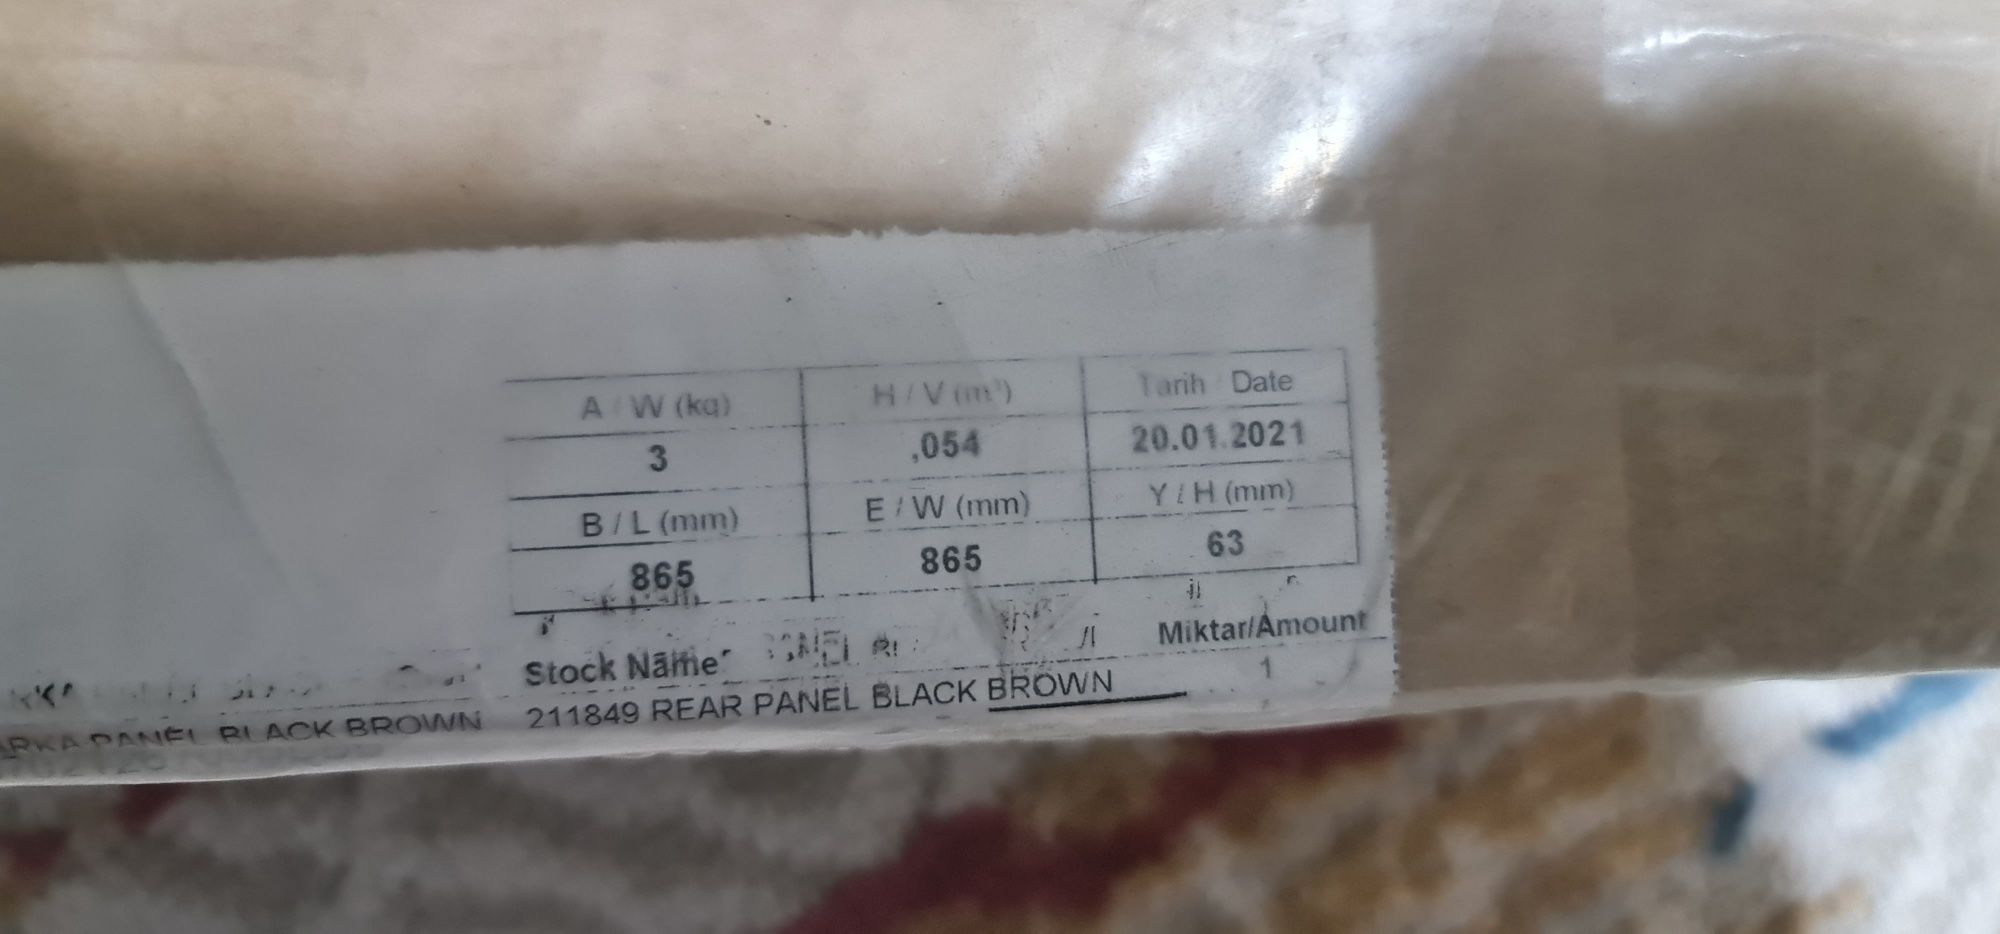 A / W (kg) H / V (m³) Tarih / Date
3 ,054 20.01.2021
B / L (mm) E / W (mm) Y / H (mm)
865 865 63
Stock Name Miktar/Amount
PANEL BLACK BROWN 211849 REAR PANEL BLACK BROWN 1